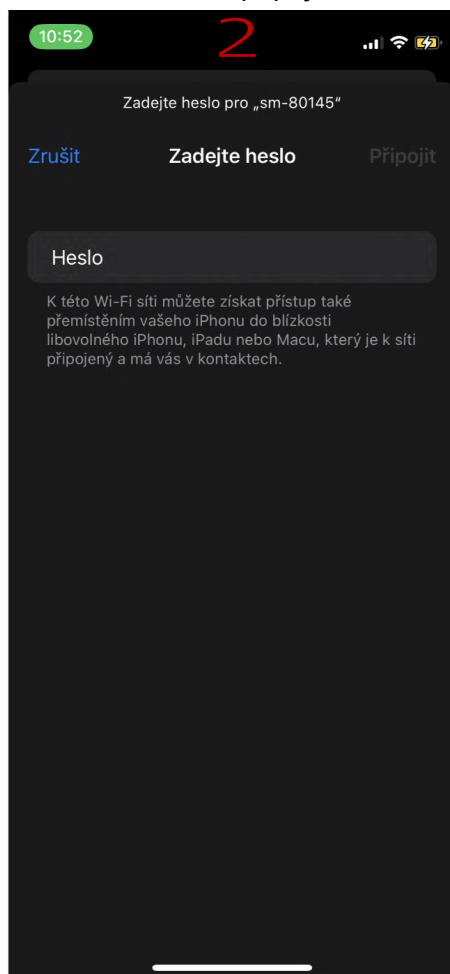 10:52
2
Zadejte heslo pro „sm-80145“
Zrušit Zadejte heslo Připojit
Heslo
K této Wi-Fi síti můžete získat přístup také
přemístěním vašeho iPhonu do blízkosti
libovolného iPhonu, iPadu nebo Macu, který je k síti
připojený a má vás v kontaktech.